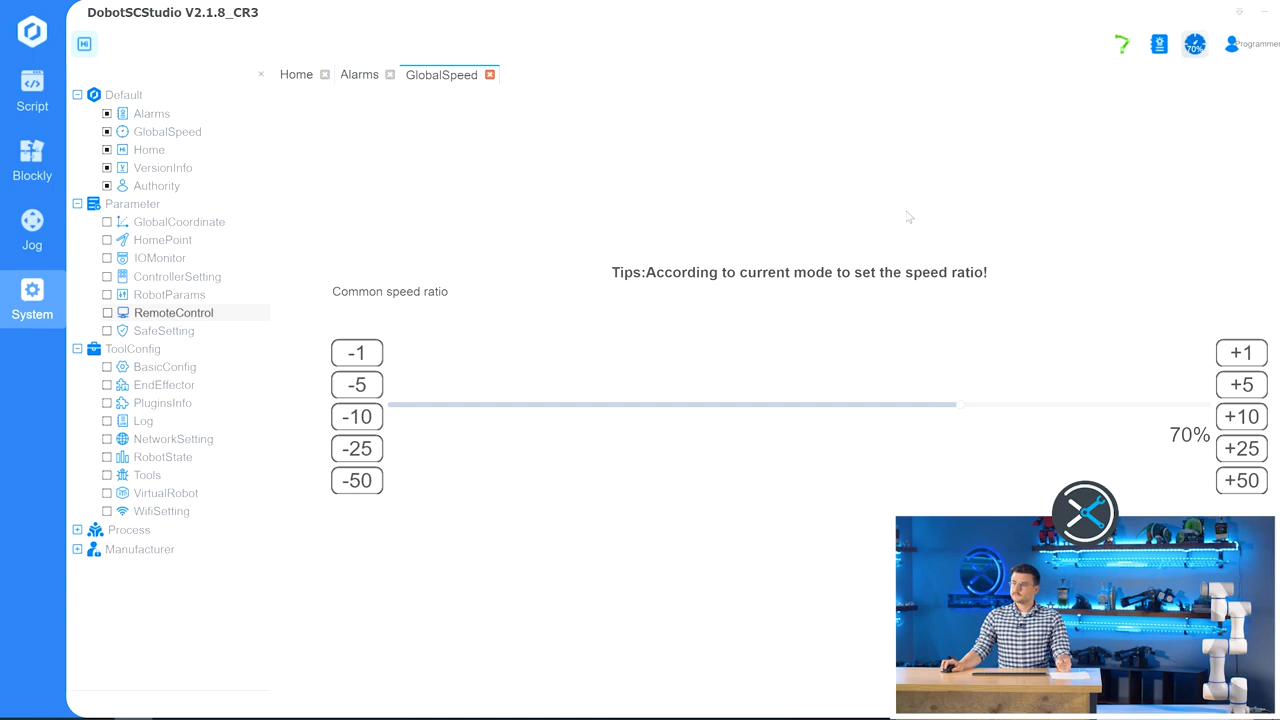 DobotSCStudio V2.1.8_CR3
70%
Programmer
Home
Alarms
GlobalSpeed
Script
Blockly
Jog
System
Default
Alarms
GlobalSpeed
Home
VersionInfo
Authority
Parameter
GlobalCoordinate
HomePoint
IOMonitor
ControllerSetting
RobotParams
RemoteControl
SafeSetting
ToolConfig
BasicConfig
EndEffector
PluginsInfo
Log
NetworkSetting
RobotState
Tools
VirtualRobot
WifiSetting
Process
Manufacturer
Tips:According to current mode to set the speed ratio!
Common speed ratio
-1
-5
-10
-25
-50
70%
+1
+5
+10
+25
+50